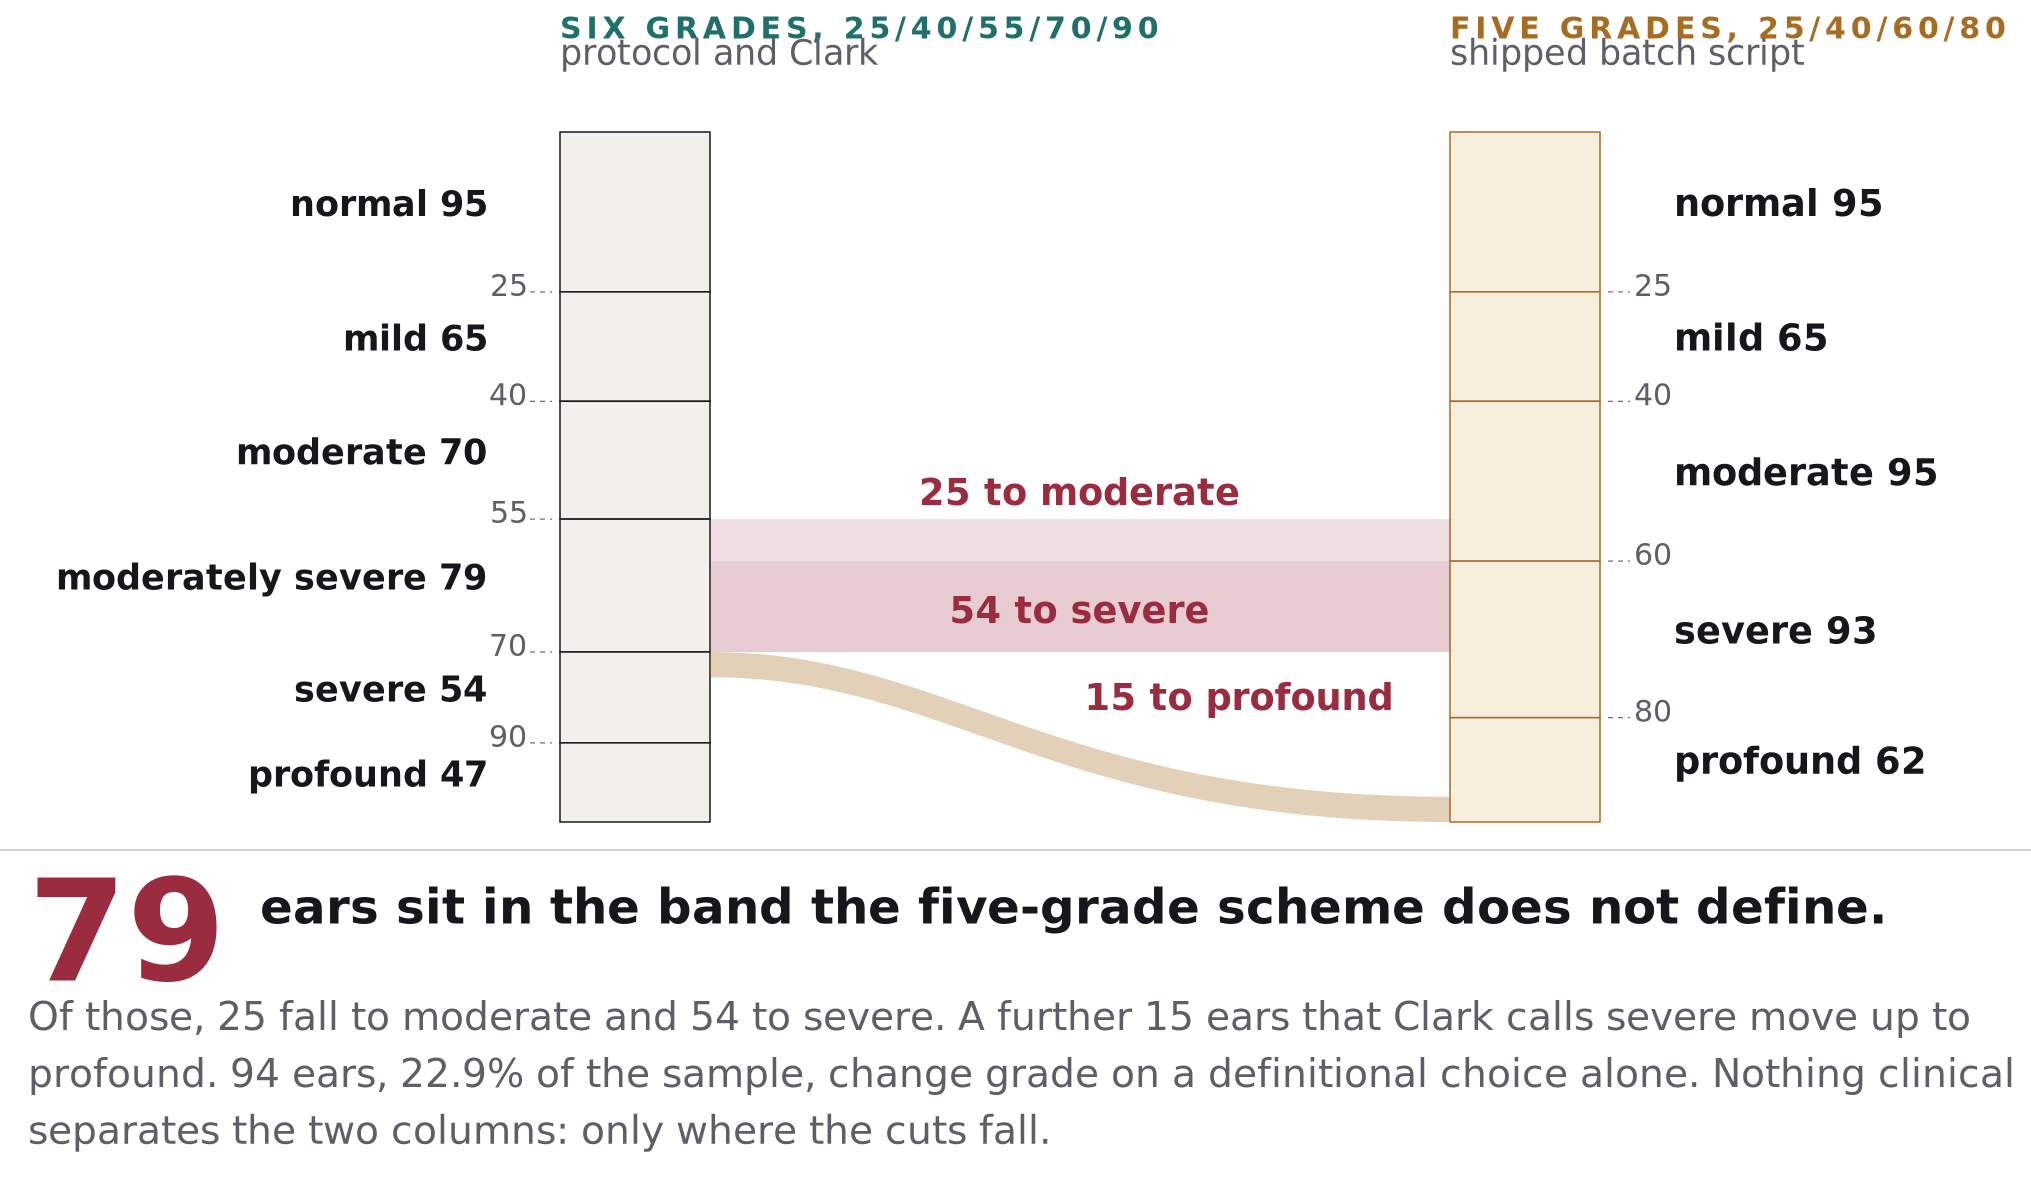 SIX GRADES, 25/40/55/70/90
protocol and Clark
FIVE GRADES, 25/40/60/80
shipped batch script
normal 95
25
mild 65
40
moderate 70
55
moderately severe 79
70
severe 54
90
profound 47
25 to moderate
54 to severe
15 to profound
normal 95
25
mild 65
40
moderate 95
60
severe 93
80
profound 62
79
ears sit in the band the five-grade scheme does not define.
Of those, 25 fall to moderate and 54 to severe. A further 15 ears that Clark calls severe move up to
profound. 94 ears, 22.9% of the sample, change grade on a definitional choice alone. Nothing clinical
separates the two columns: only where the cuts fall.